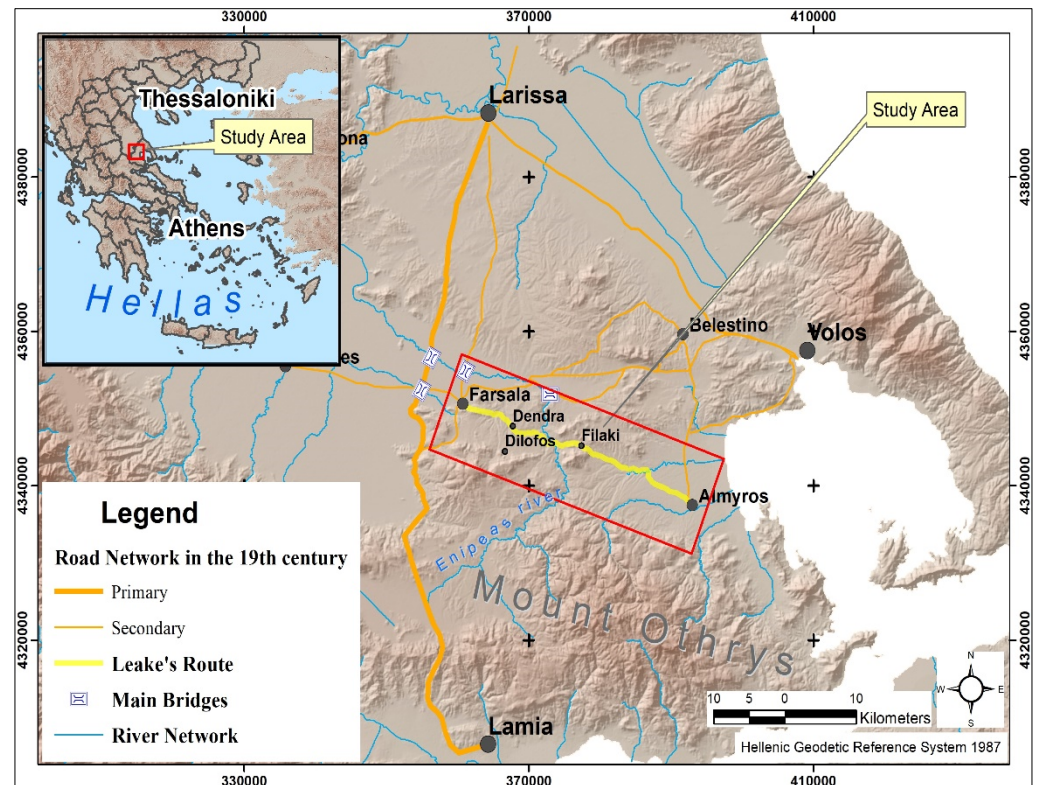 330000
370000
410000
Thessaloniki
Study Area
Athens
Hellas
Larissa
Study Area
ona
4380000
4380000
Belestino
Volos
4360000
4360000
es
Farsala
Dendra
Dilofos
Filaki
Almyros
4340000
4340000
Enipeas river
Mount Othrys
4320000
4320000
Lamia
Legend
Road Network in the 19th century
Primary
Secondary
Leake's Route
Main Bridges
River Network
N
W E
S
10 5 0 10
Kilometers
Hellenic Geodetic Reference System 1987
330000
370000
410000